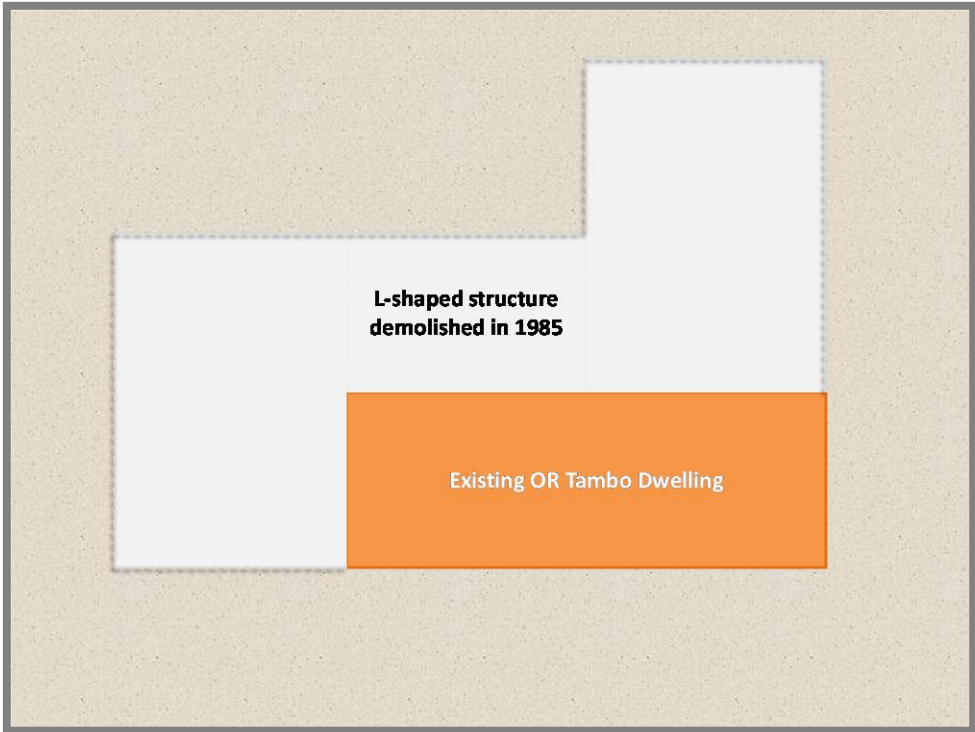 L-shaped structure
demolished in 1985
Existing OR Tambo Dwelling